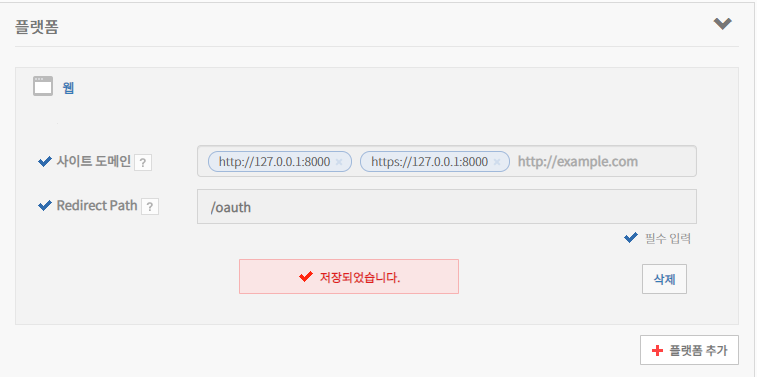 플랫폼
웹
사이트 도메인 ? http://127.0.0.1:8000 × https://127.0.0.1:8000 × http://example.com
Redirect Path ? /oauth
필수 입력
저장되었습니다. 삭제
플랫폼 추가